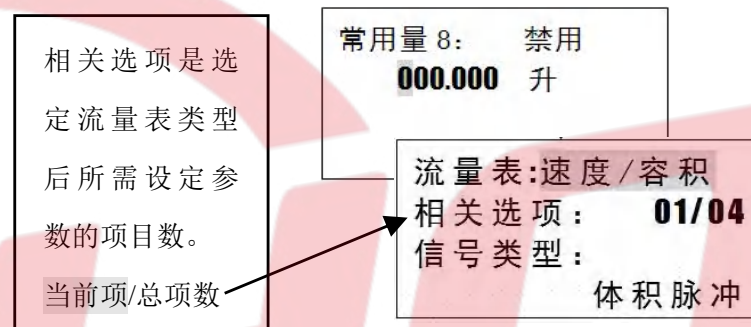 相关选项是选
定流量表类型
后所需设定参
数的项目数。
当前项/总项数
常用量 8： 禁用
000.000 升
流量表:速度/容积
相关选项： 01/04
信号类型：
体积脉冲